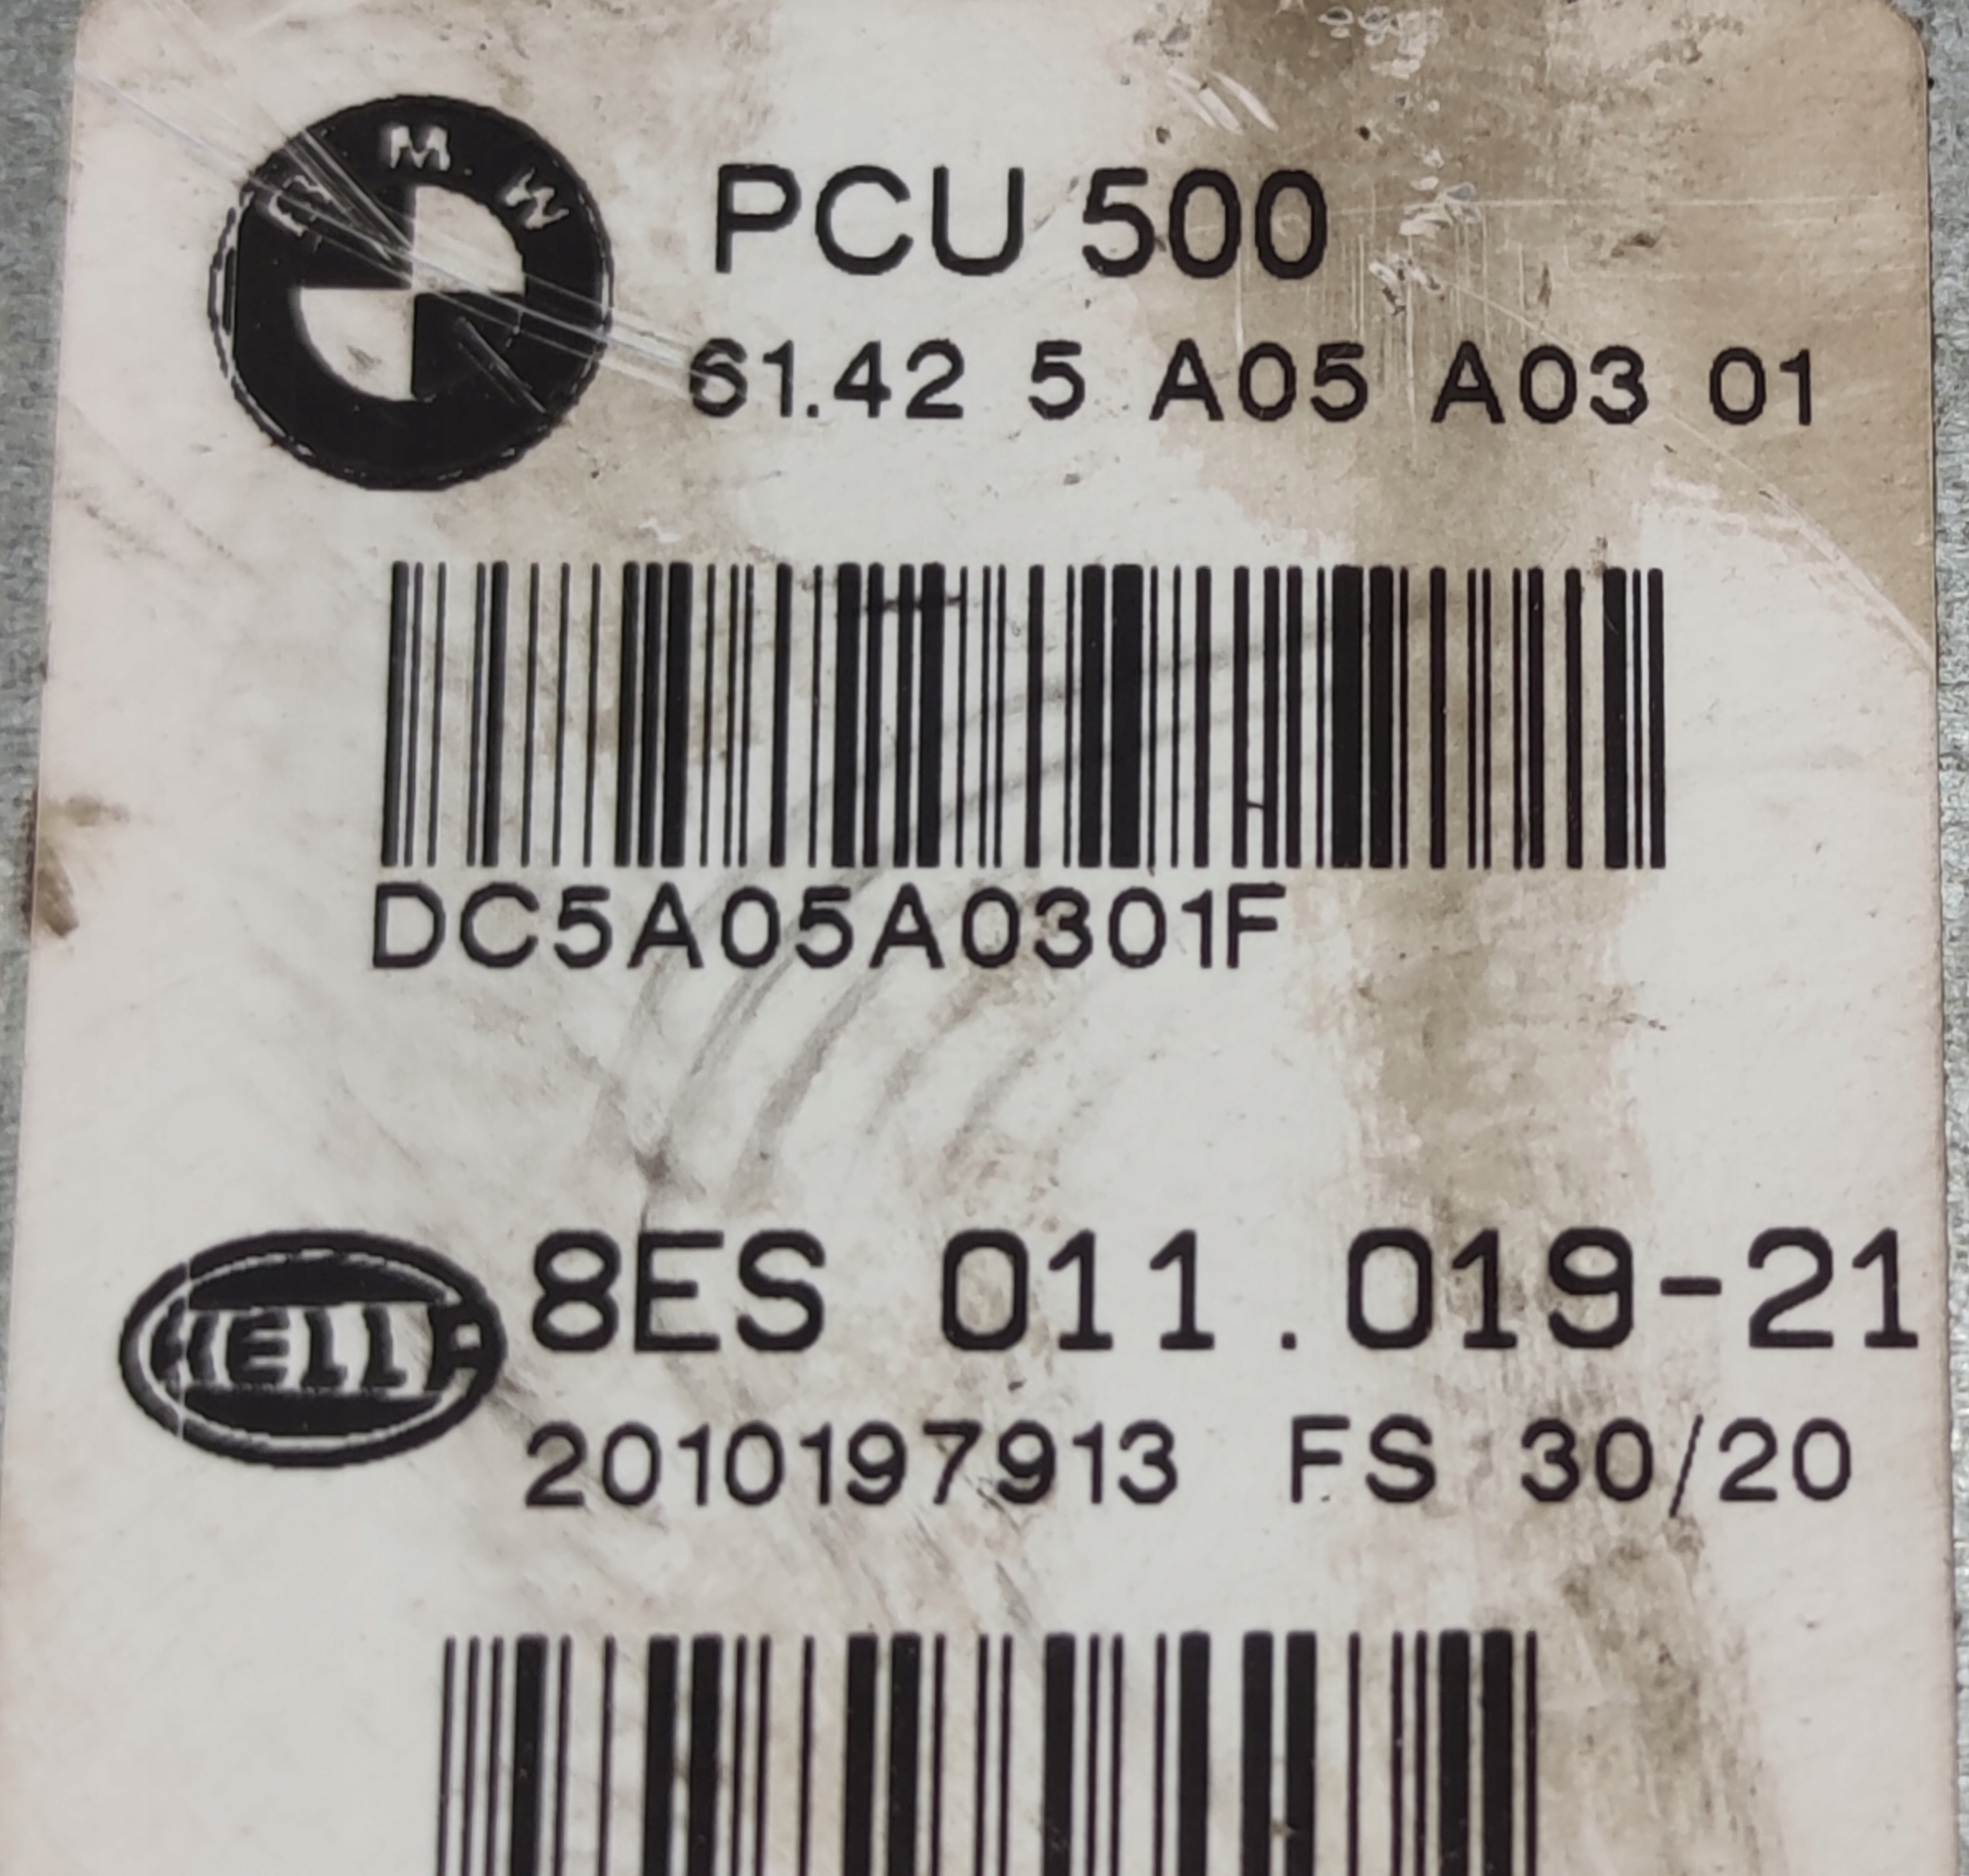 BMW
PCU 500
61.42 5 A05 A03 01
DC5A05A0301F
HELLA
8ES 011.019-21
2010197913 FS 30/20